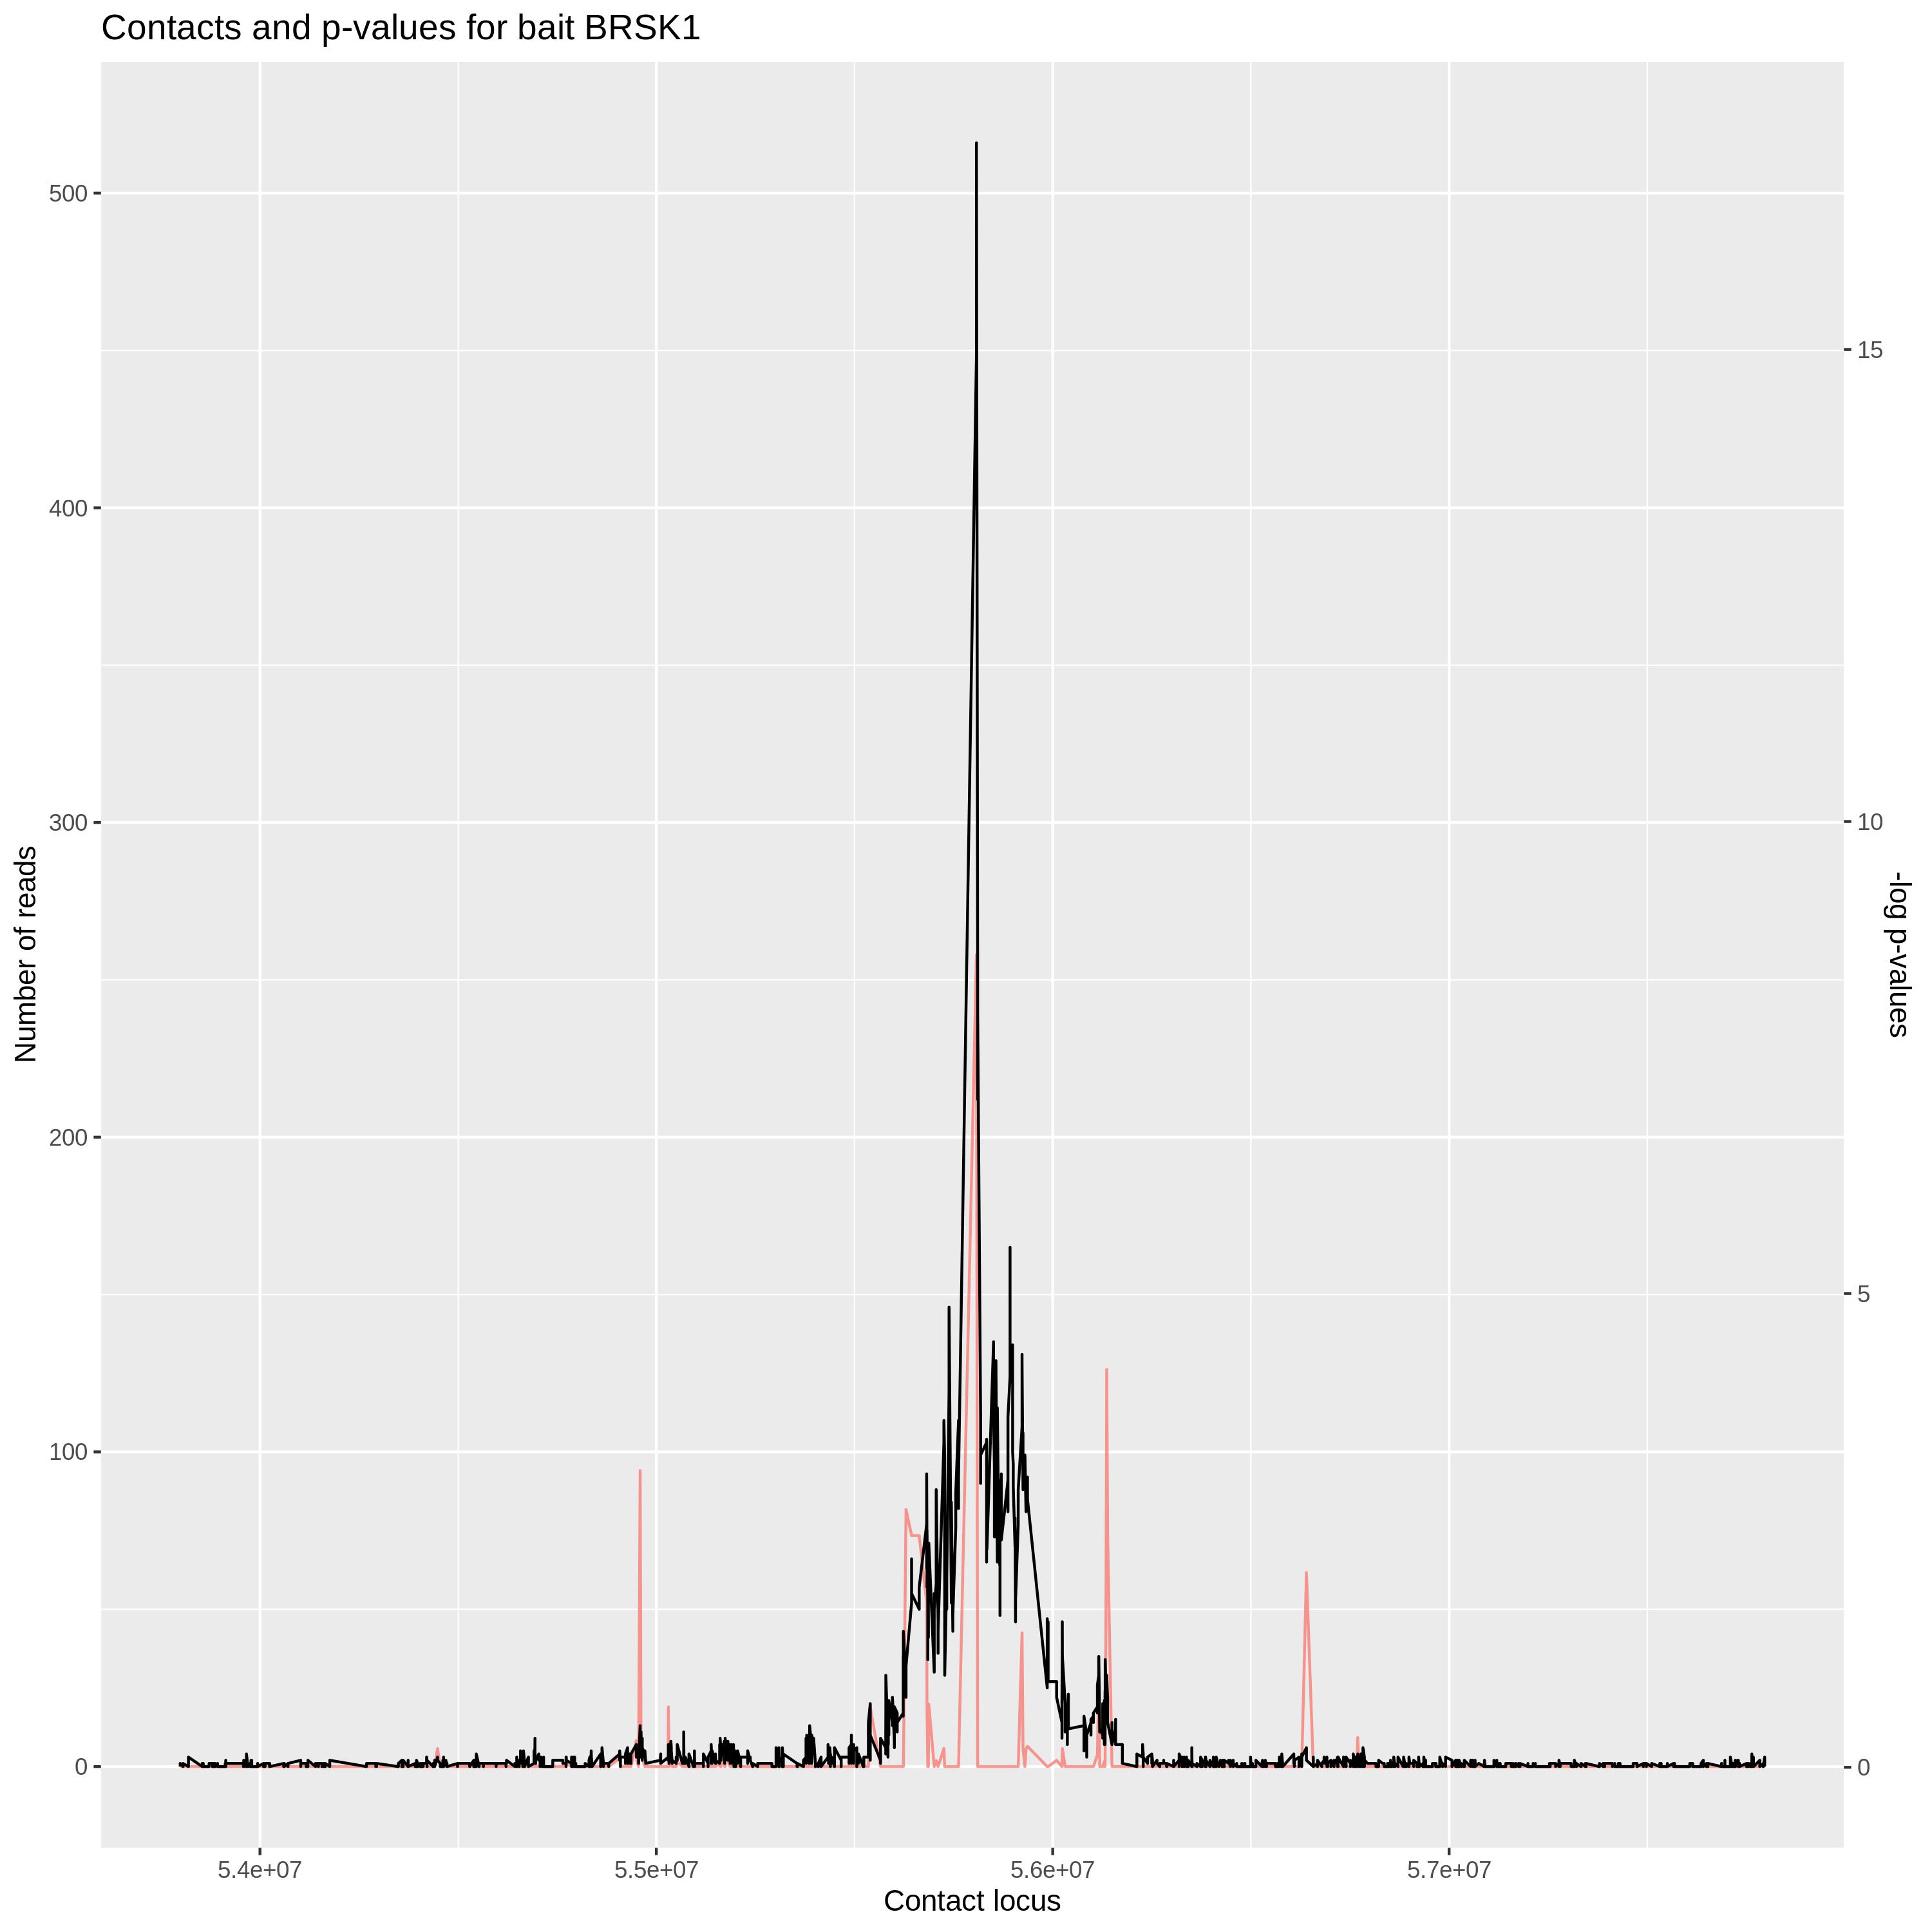 Contacts and p-values for bait BRSK1
500
400
300
200
100
0
Number of reads
15
10
5
0
-log p-values
5.4e+07
5.5e+07
5.6e+07
5.7e+07
Contact locus